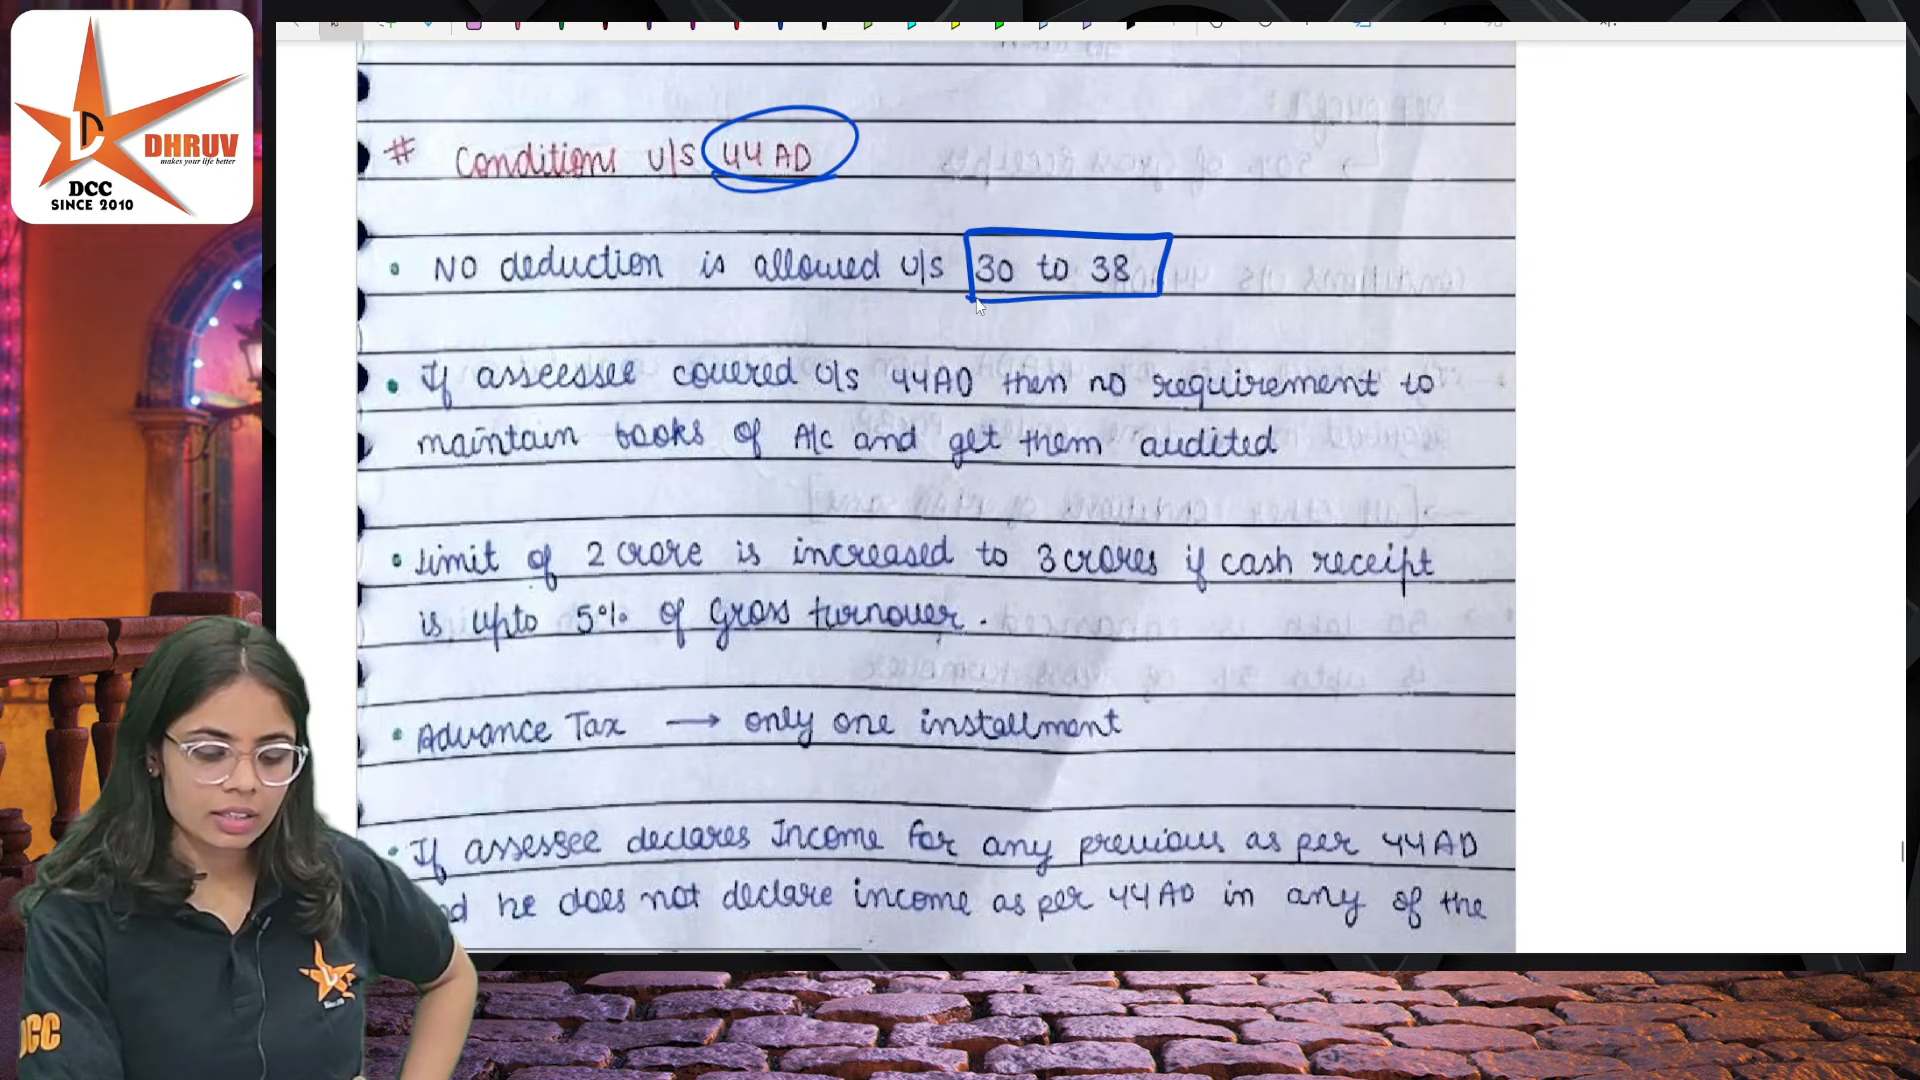 DHRUV
makes your life better
DCC
SINCE 2010
# Conditions u/s 44 AD
• NO deduction is allowed u/s 30 to 38
• If asseessee covered u/s 44AD then no requirement to
maintain books of A/c and get them audited
• limit of 2 crore is increased to 3 crores if cash receipt
is upto 5% of Gross turnover.
• Advance Tax → only one installment
• If assessee declares Income for any previous as per 44AD
he does not declare income as per 44AD in any of the
DCC